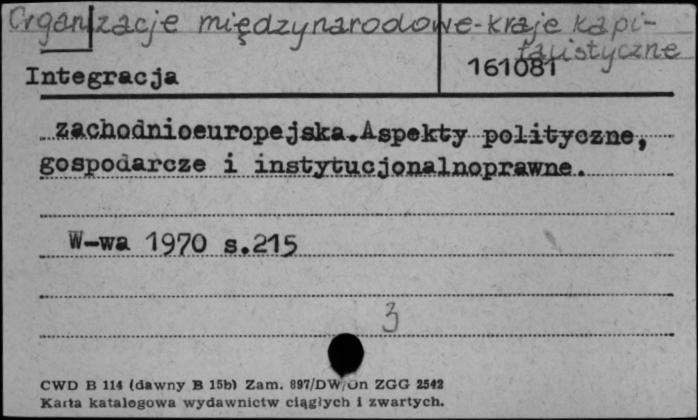 Organizacje międzynarodowe-kraje kapi-
talistyczne
Integracja
161081
zachodnioeuropejska.Aspekty polityczne,
gospodarcze i instytucjonalnoprawne.
W-wa 1970 s.215
3
CWD B 114 (dawny B 15b) Zam. 897/DW/Un ZGG 2542
Karta katalogowa wydawnictw ciągłych i zwartych.